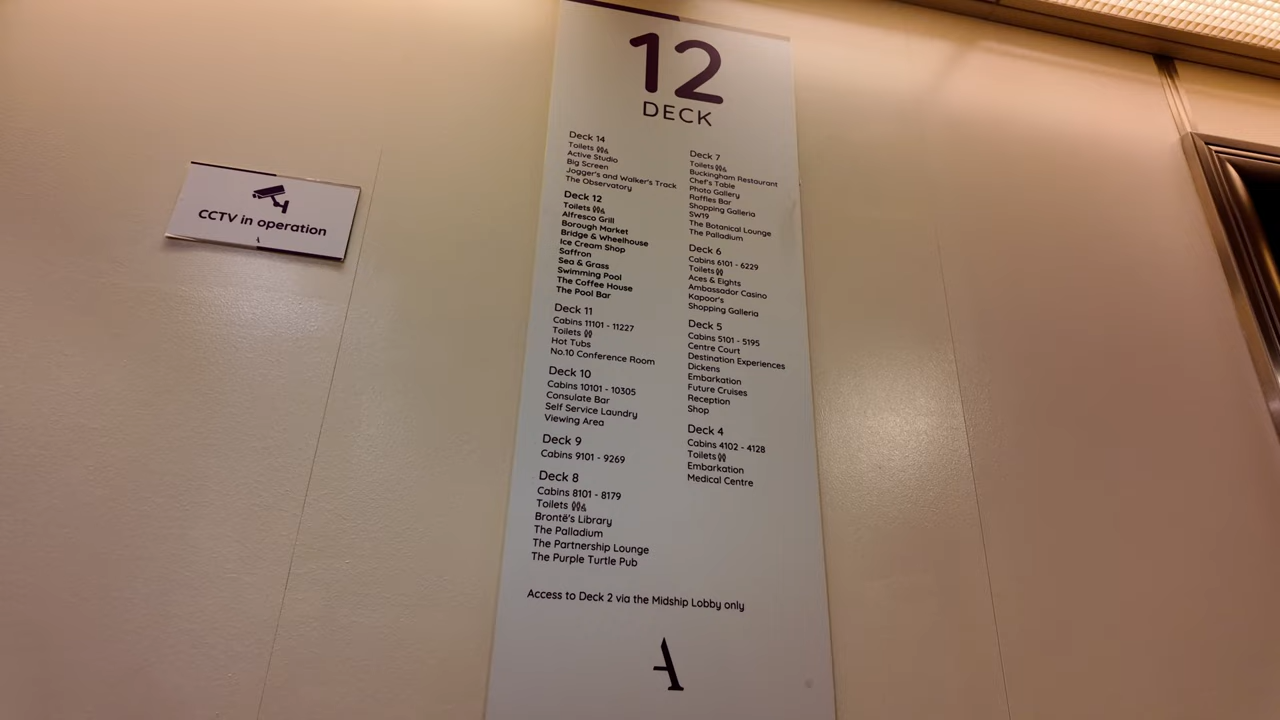 CCTV in operation
12
DECK
Deck 14
Toilets
Active Studio
Big Screen
Jogger's and Walker's Track
The Observatory
Deck 12
Toilets
Alfresco Grill
Borough Market
Bridge & Wheelhouse
Ice Cream Shop
Saffron
Sea & Grass
Swimming Pool
The Coffee House
The Pool Bar
Deck 11
Cabins 11101 - 11227
Toilets
Hot Tubs
No.10 Conference Room
Deck 10
Cabins 10101 - 10305
Consulate Bar
Self Service Laundry
Viewing Area
Deck 9
Cabins 9101 - 9269
Deck 8
Cabins 8101 - 8179
Toilets
Brontë's Library
The Palladium
The Partnership Lounge
The Purple Turtle Pub
Deck 7
Toilets
Buckingham Restaurant
Chef's Table
Photo Gallery
Raffles Bar
Shopping Galleria
SW19
The Botanical Lounge
The Palladium
Deck 6
Cabins 6101 - 6229
Toilets
Aces & Eights
Ambassador Casino
Kapoor's
Shopping Galleria
Deck 5
Cabins 5101 - 5195
Centre Court
Destination Experiences
Dickens
Embarkation
Future Cruises
Reception
Shop
Deck 4
Cabins 4102 - 4128
Toilets
Embarkation
Medical Centre
Access to Deck 2 via the Midship Lobby only
A